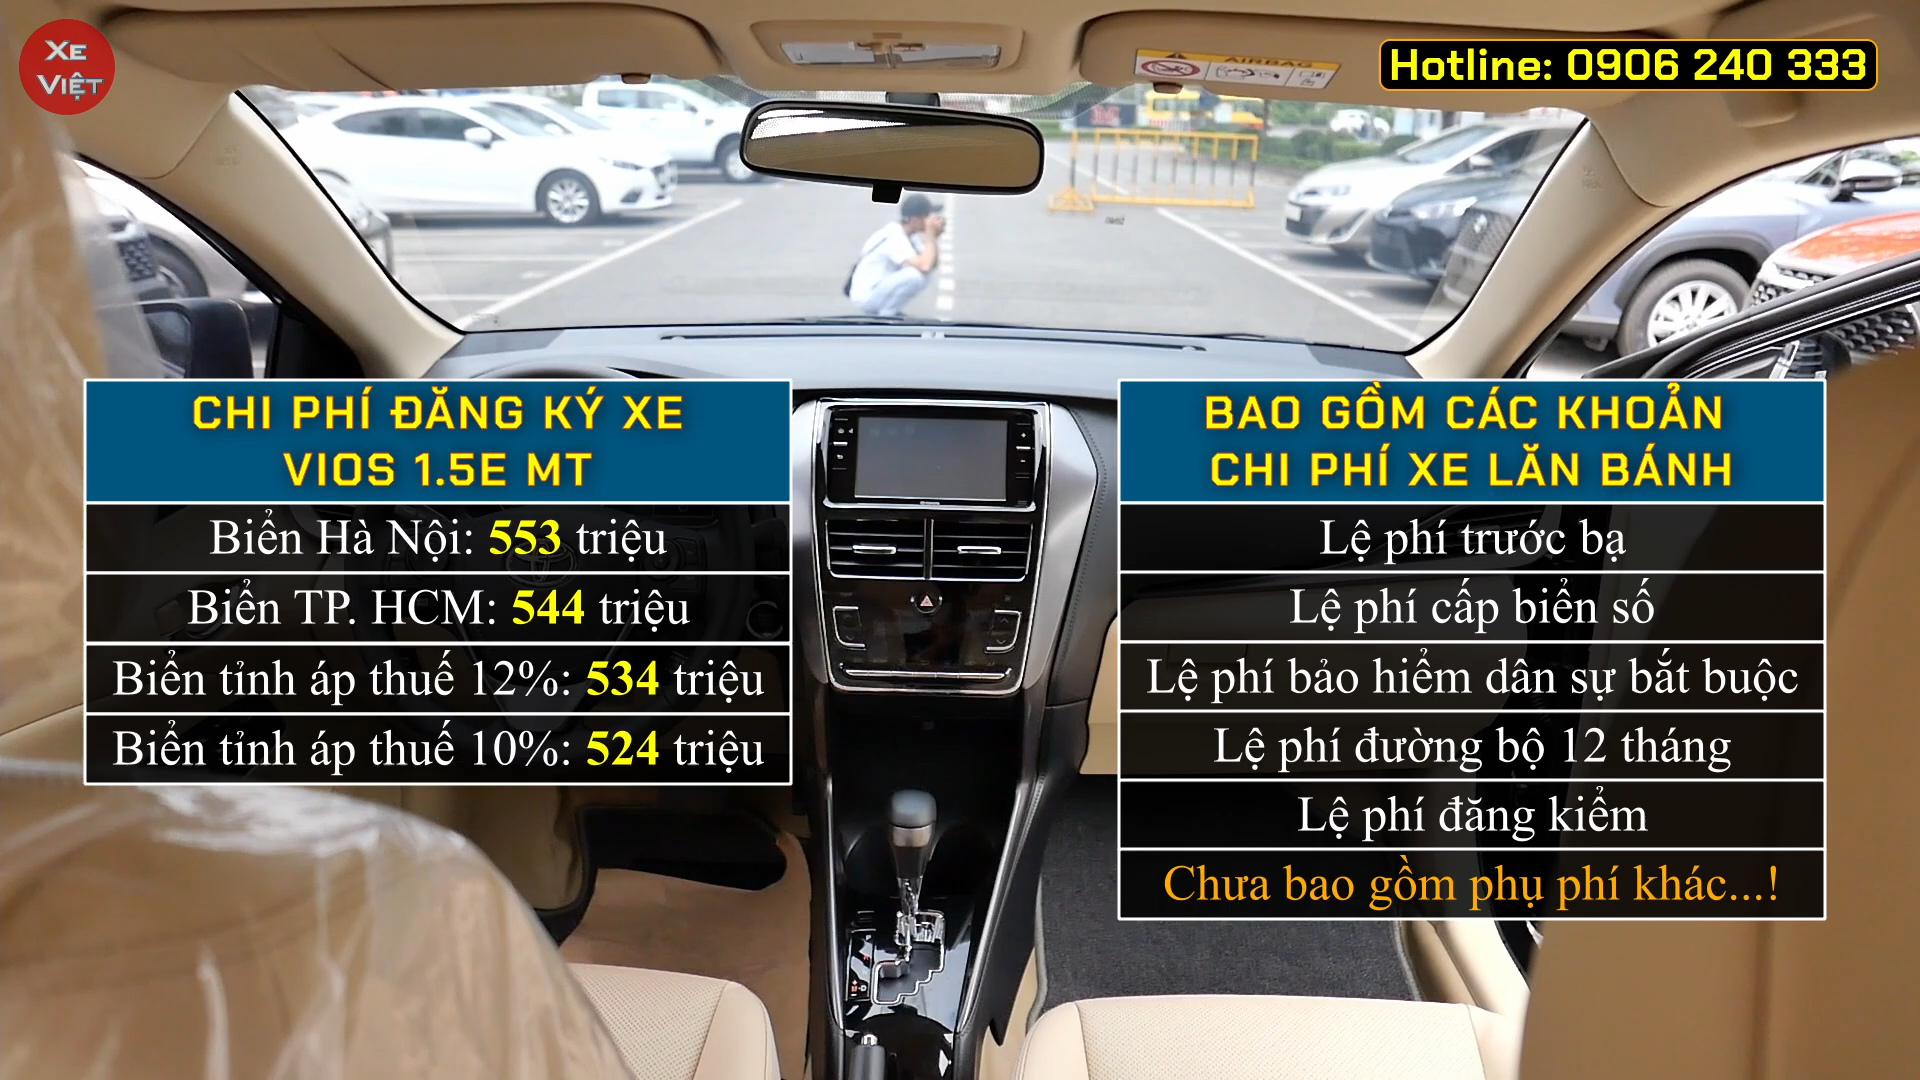 XE
VIỆT
Hotline: 0906 240 333
AIRBAG
CHI PHÍ ĐĂNG KÝ XE
VIOS 1.5E MT
Biển Hà Nội: 553 triệu
Biển TP. HCM: 544 triệu
Biển tỉnh áp thuế 12%: 534 triệu
Biển tỉnh áp thuế 10%: 524 triệu
BAO GỒM CÁC KHOẢN
CHI PHÍ XE LĂN BÁNH
Lệ phí trước bạ
Lệ phí cấp biển số
Lệ phí bảo hiểm dân sự bắt buộc
Lệ phí đường bộ 12 tháng
Lệ phí đăng kiểm
Chưa bao gồm phụ phí khác...!